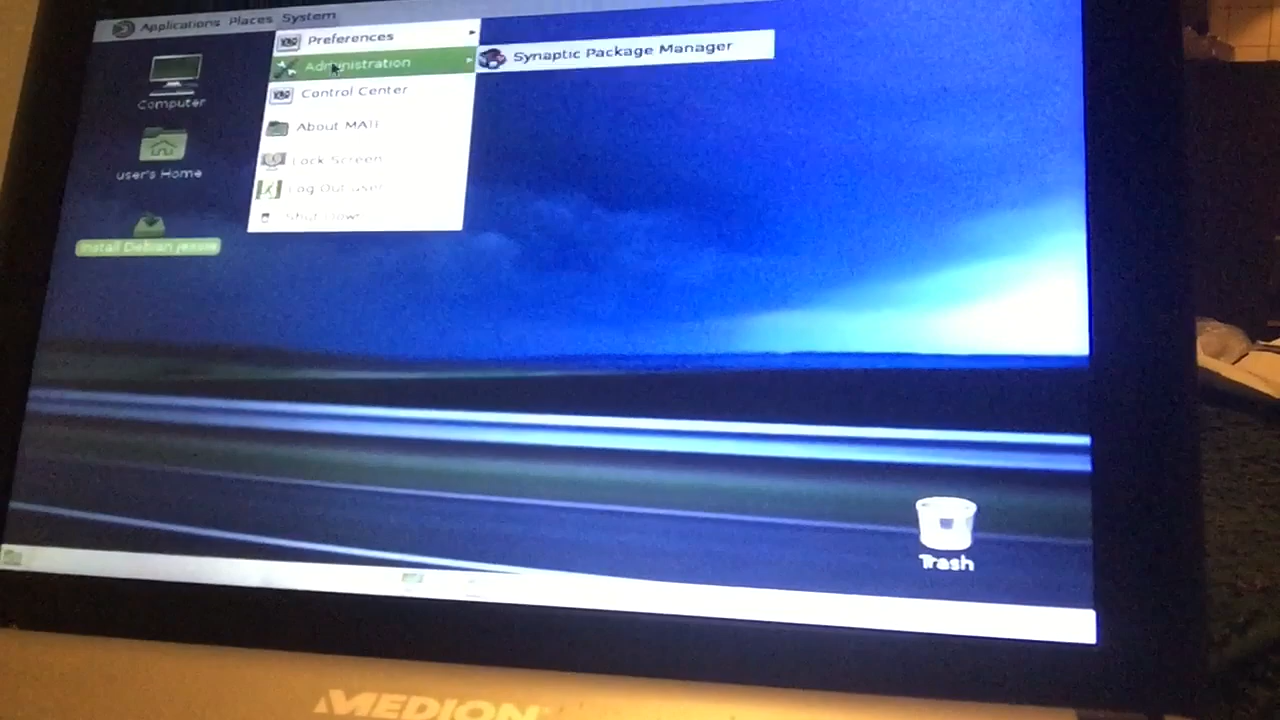 Applications Places System
Preferences
Administration
Synaptic Package Manager
Control Center
About MATE
Lock Screen
Log Out user
Shut Down
Computer
user's Home
Install Debian jessie
Trash
MEDION